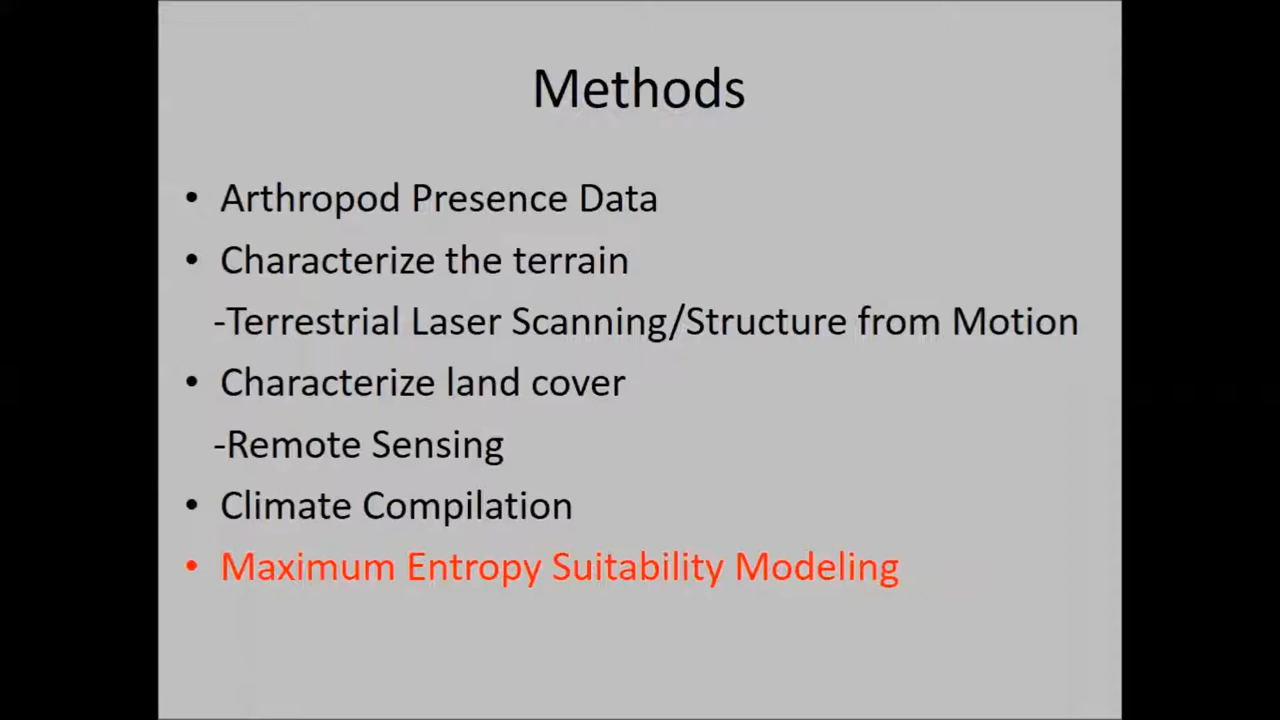 Methods
• Arthropod Presence Data
• Characterize the terrain
-Terrestrial Laser Scanning/Structure from Motion
• Characterize land cover
-Remote Sensing
• Climate Compilation
• Maximum Entropy Suitability Modeling